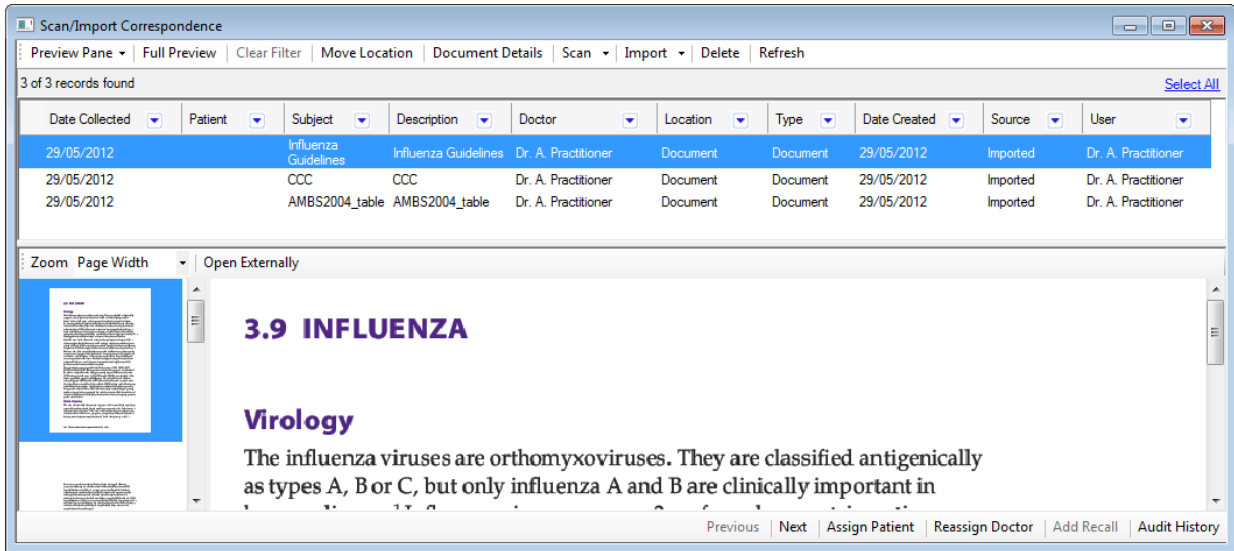 Scan/Import Correspondence
Preview Pane Full Preview Clear Filter Move Location Document Details Scan Import Delete Refresh
3 of 3 records found Select All
Date Collected Patient Subject Description Doctor Location Type Date Created Source User
29/05/2012 Influenza Guidelines Influenza Guidelines Dr. A. Practitioner Document Document 29/05/2012 Imported Dr. A. Practitioner
29/05/2012 CCC CCC Dr. A. Practitioner Document Document 29/05/2012 Imported Dr. A. Practitioner
29/05/2012 AMBS2004_table AMBS2004_table Dr. A. Practitioner Document Document 29/05/2012 Imported Dr. A. Practitioner
Zoom Page Width Open Externally
3.9 INFLUENZA
Virology
The influenza viruses are orthomyxoviruses. They are classified antigenically
as types A, B or C, but only influenza A and B are clinically important in
Previous Next Assign Patient Reassign Doctor Add Recall Audit History